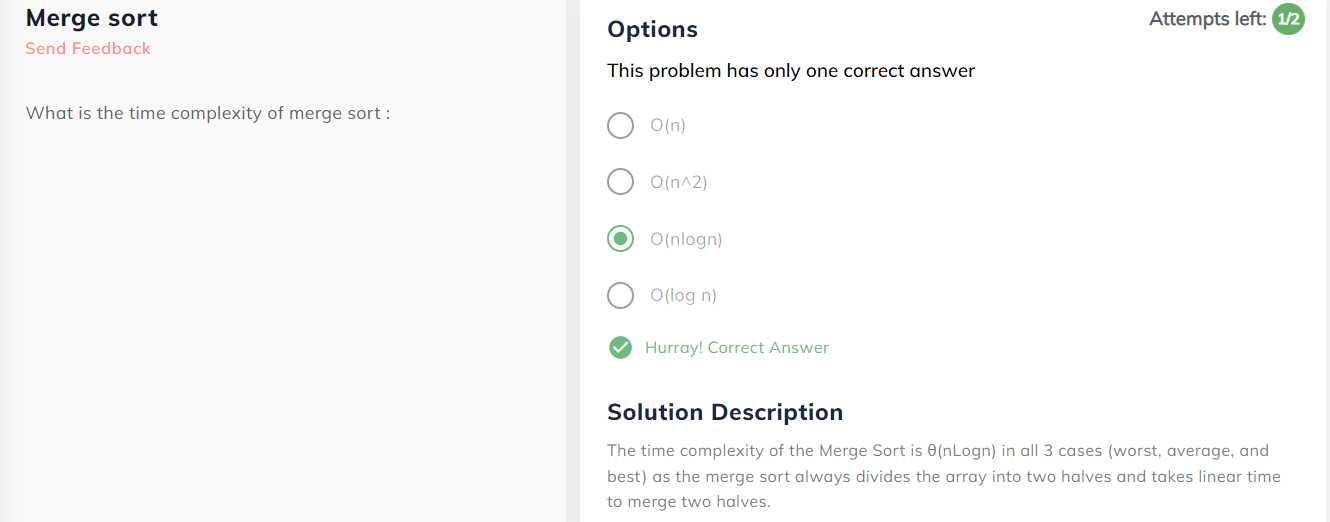 Merge sort
Send Feedback
What is the time complexity of merge sort :
Options
Attempts left: 1/2
This problem has only one correct answer
O(n)
O(n^2)
O(nlogn)
O(log n)
Hurray! Correct Answer
Solution Description
The time complexity of the Merge Sort is θ(nLogn) in all 3 cases (worst, average, and
best) as the merge sort always divides the array into two halves and takes linear time
to merge two halves.